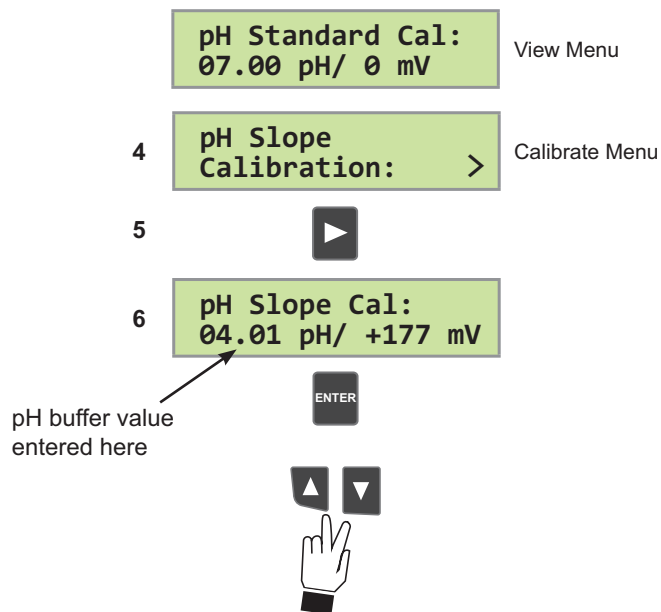 pH Standard Cal:
07.00 pH/ 0 mV
View Menu
4
pH Slope
Calibration: >
Calibrate Menu
5
6
pH Slope Cal:
04.01 pH/ +177 mV
ENTER
pH buffer value
entered here